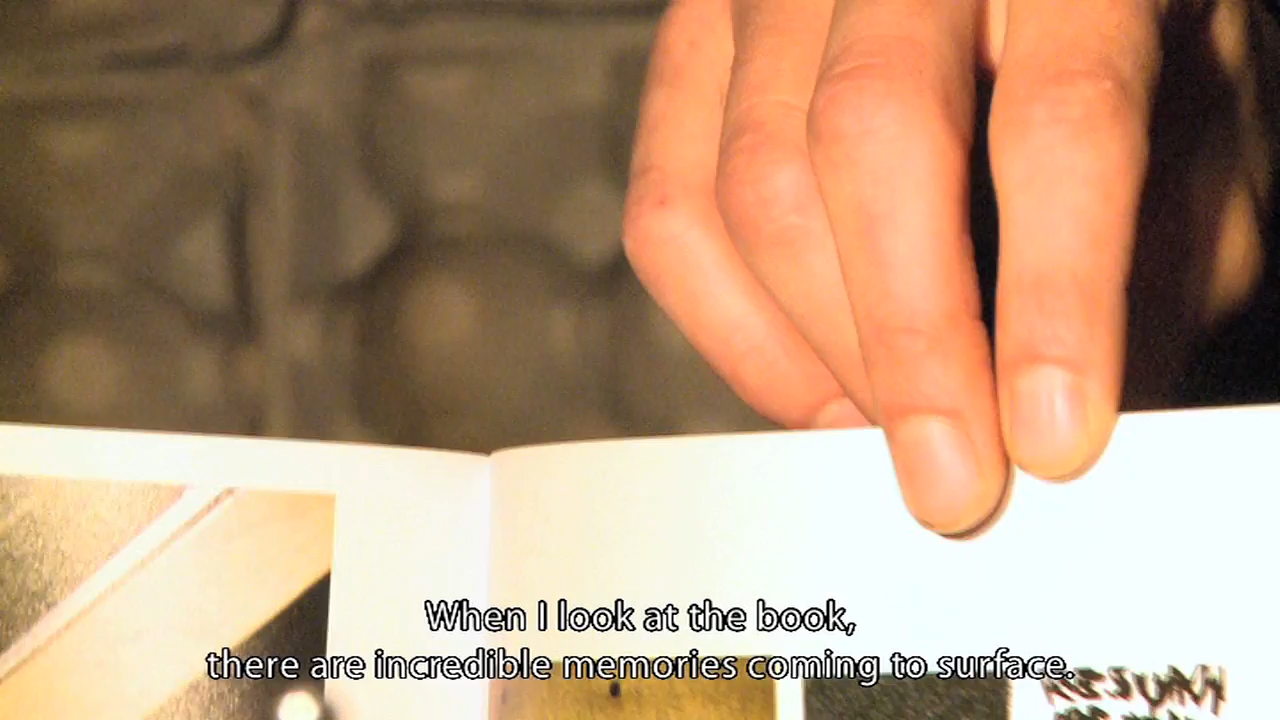 When I look at the book,
there are incredible memories coming to surface.